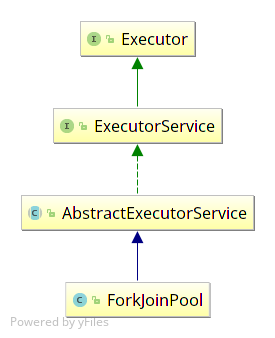 I Executor
I ExecutorService
C AbstractExecutorService
C ForkJoinPool
Powered by yFiles